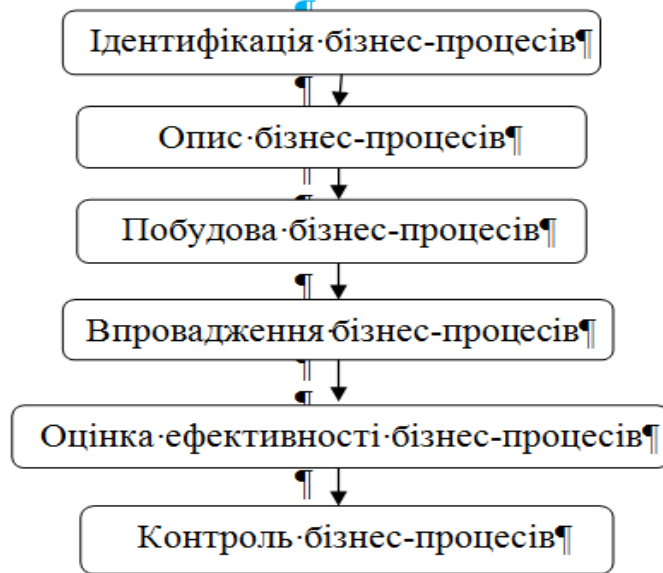 Ідентифікація·бізнес-процесів¶
Опис·бізнес-процесів¶
Побудова·бізнес-процесів¶
Впровадження·бізнес-процесів¶
Оцінка·ефективності·бізнес-процесів¶
Контроль·бізнес-процесів¶